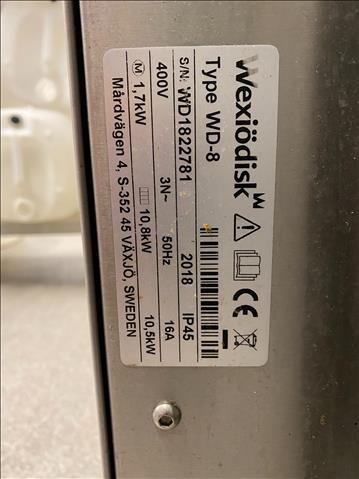 wexiödisk
Type WD-8
S/N: WD1822781 2018 IP45
400V 3N~ 50Hz 16A
M 1,7kW 10,8kW 10,5kW
Mårdvägen 4, S-352 45 VÄXJÖ, SWEDEN
CE